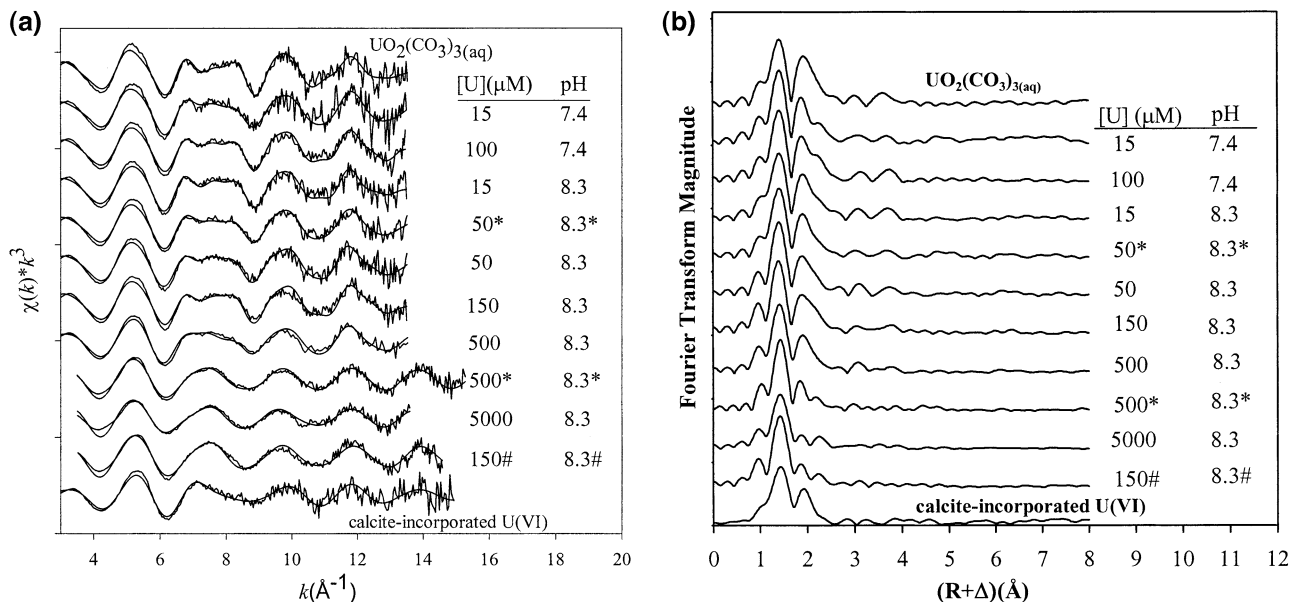 (a)
UO2(CO3)3(aq)
[U](μM) pH
15 7.4
100 7.4
15 8.3
50* 8.3*
50 8.3
150 8.3
500 8.3
500* 8.3*
5000 8.3
150# 8.3#
calcite-incorporated U(VI)
χ(k)*k³
4 6 8 10 12 14 16 18 20
k(Å⁻¹)
(b)
UO2(CO3)3(aq)
[U] (μM) pH
15 7.4
100 7.4
15 8.3
50* 8.3*
50 8.3
150 8.3
500 8.3
500* 8.3*
5000 8.3
150# 8.3#
calcite-incorporated U(VI)
Fourier Transform Magnitude
0 1 2 3 4 5 6 7 8 9 10 11 12
(R+Δ)(Å)